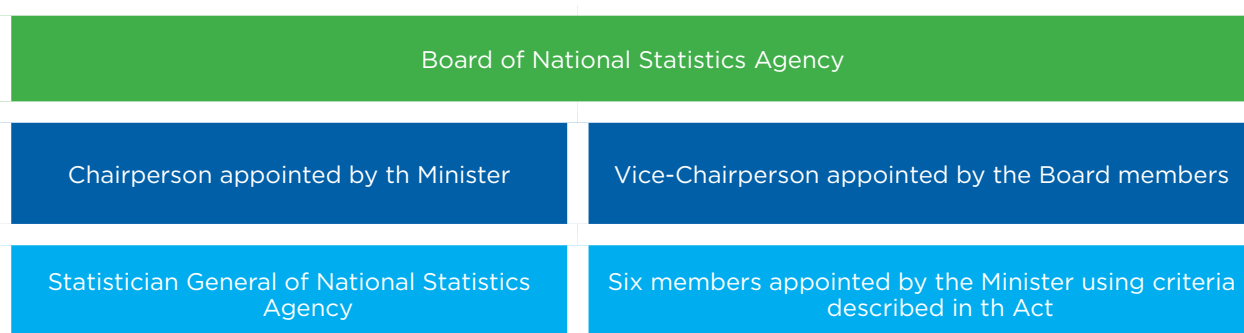 Board of National Statistics Agency
Chairperson appointed by th Minister
Vice-Chairperson appointed by the Board members
Statistician General of National Statistics
Agency
Six members appointed by the Minister using criteria
described in th Act